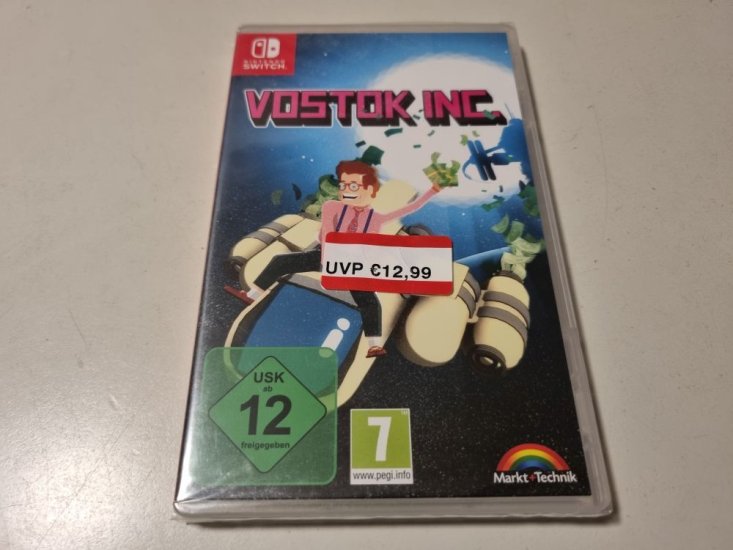 NINTENDO
SWITCH
VOSTOK INC.
UVP €12,99
USK
ab
12
freigegeben
7
www.pegi.info
Markt+Technik